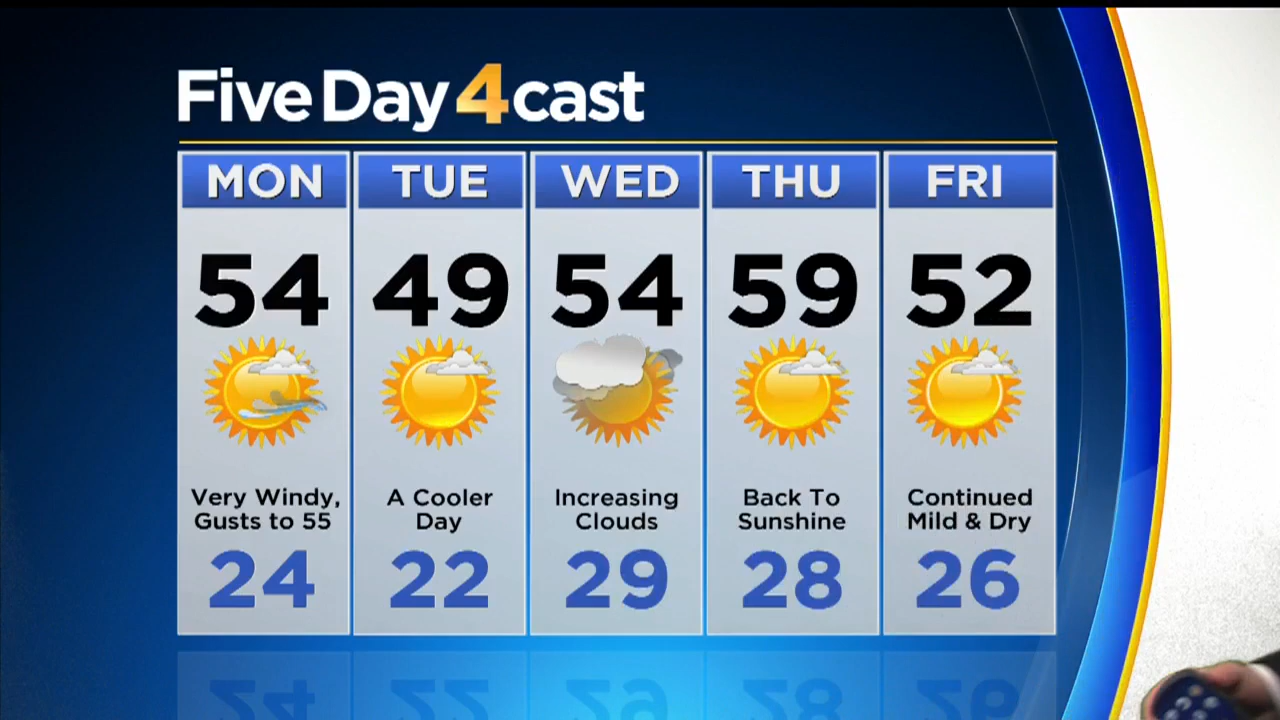 Five Day 4cast
MON TUE WED THU FRI
54 49 54 59 52
Very Windy,
Gusts to 55
A Cooler
Day
Increasing
Clouds
Back To
Sunshine
Continued
Mild & Dry
24 22 29 28 26